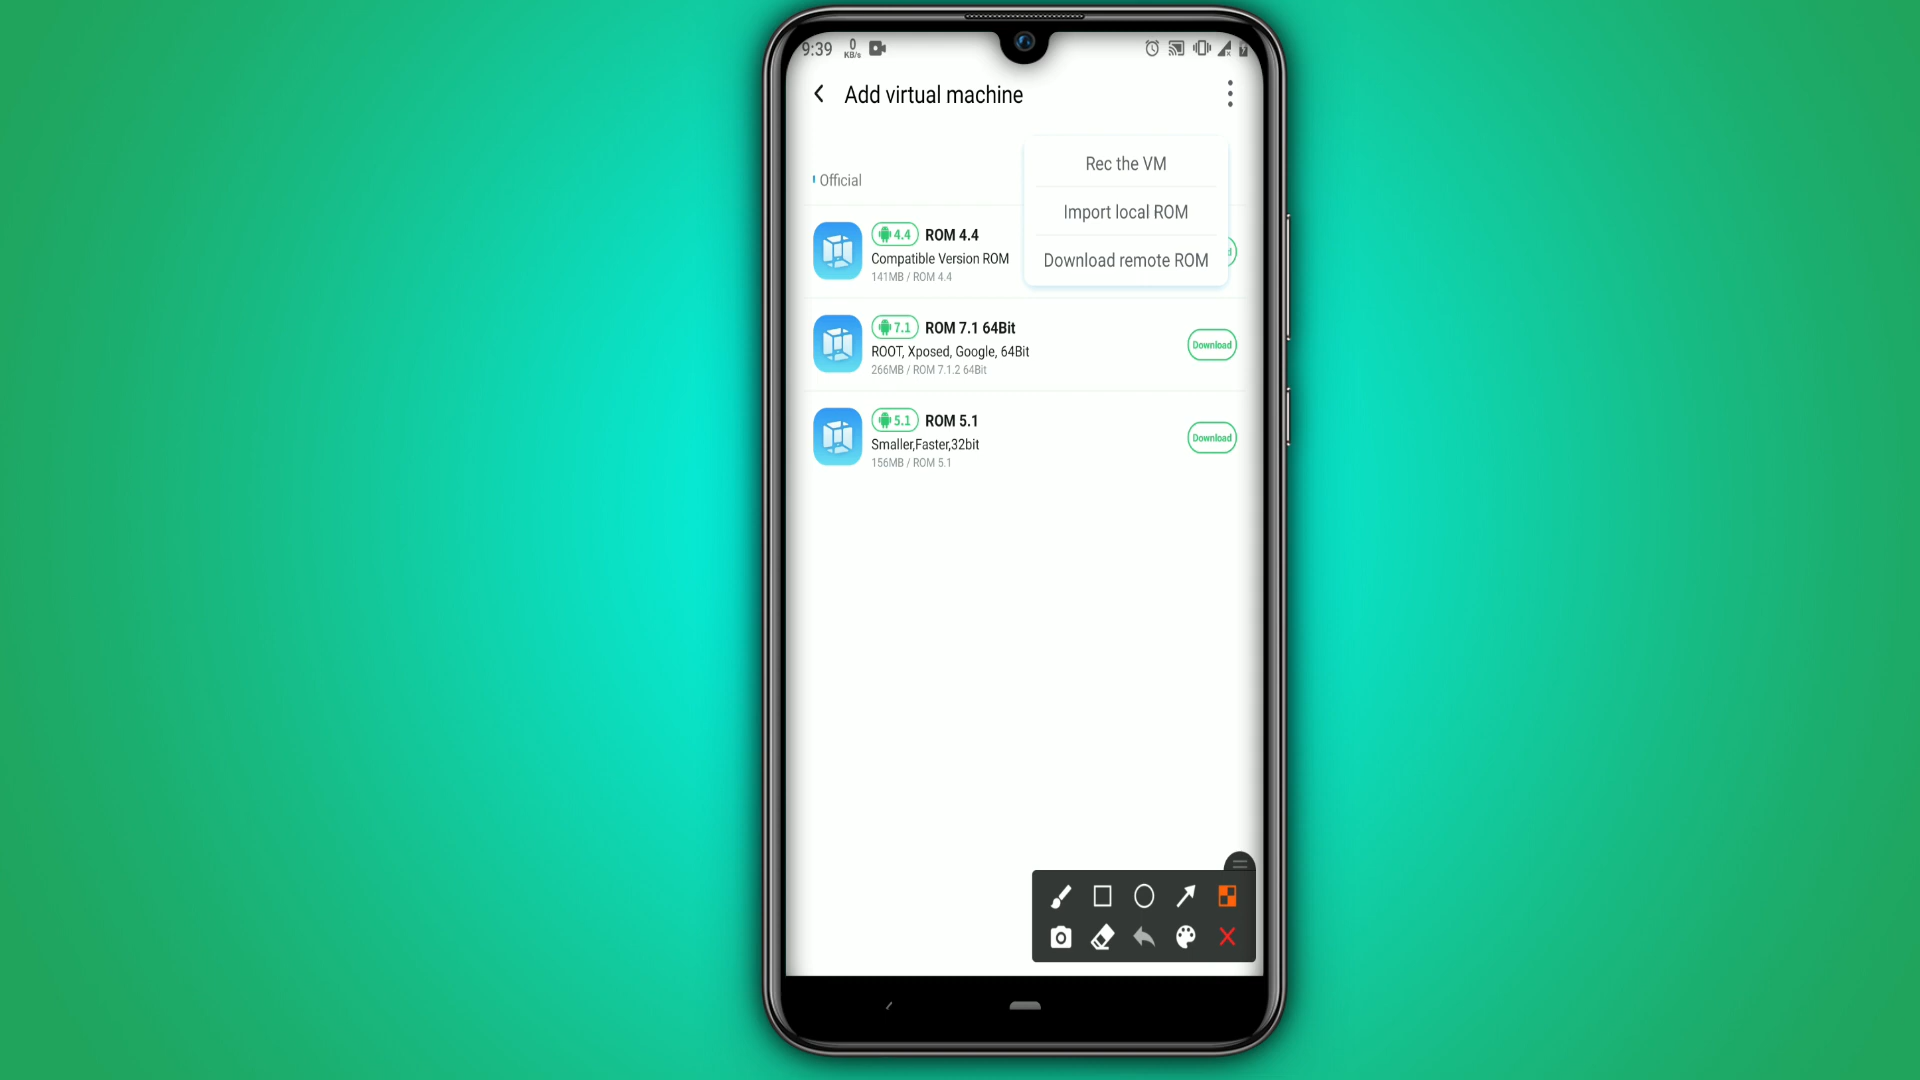 9:39 0 KB/s
Add virtual machine
Rec the VM
Official
Import local ROM
4.4 ROM 4.4
Compatible Version ROM
Download remote ROM
141MB / ROM 4.4
7.1 ROM 7.1 64Bit
ROOT, Xposed, Google, 64Bit
Download
266MB / ROM 7.1.2 64Bit
5.1 ROM 5.1
Smaller,Faster,32bit
Download
156MB / ROM 5.1